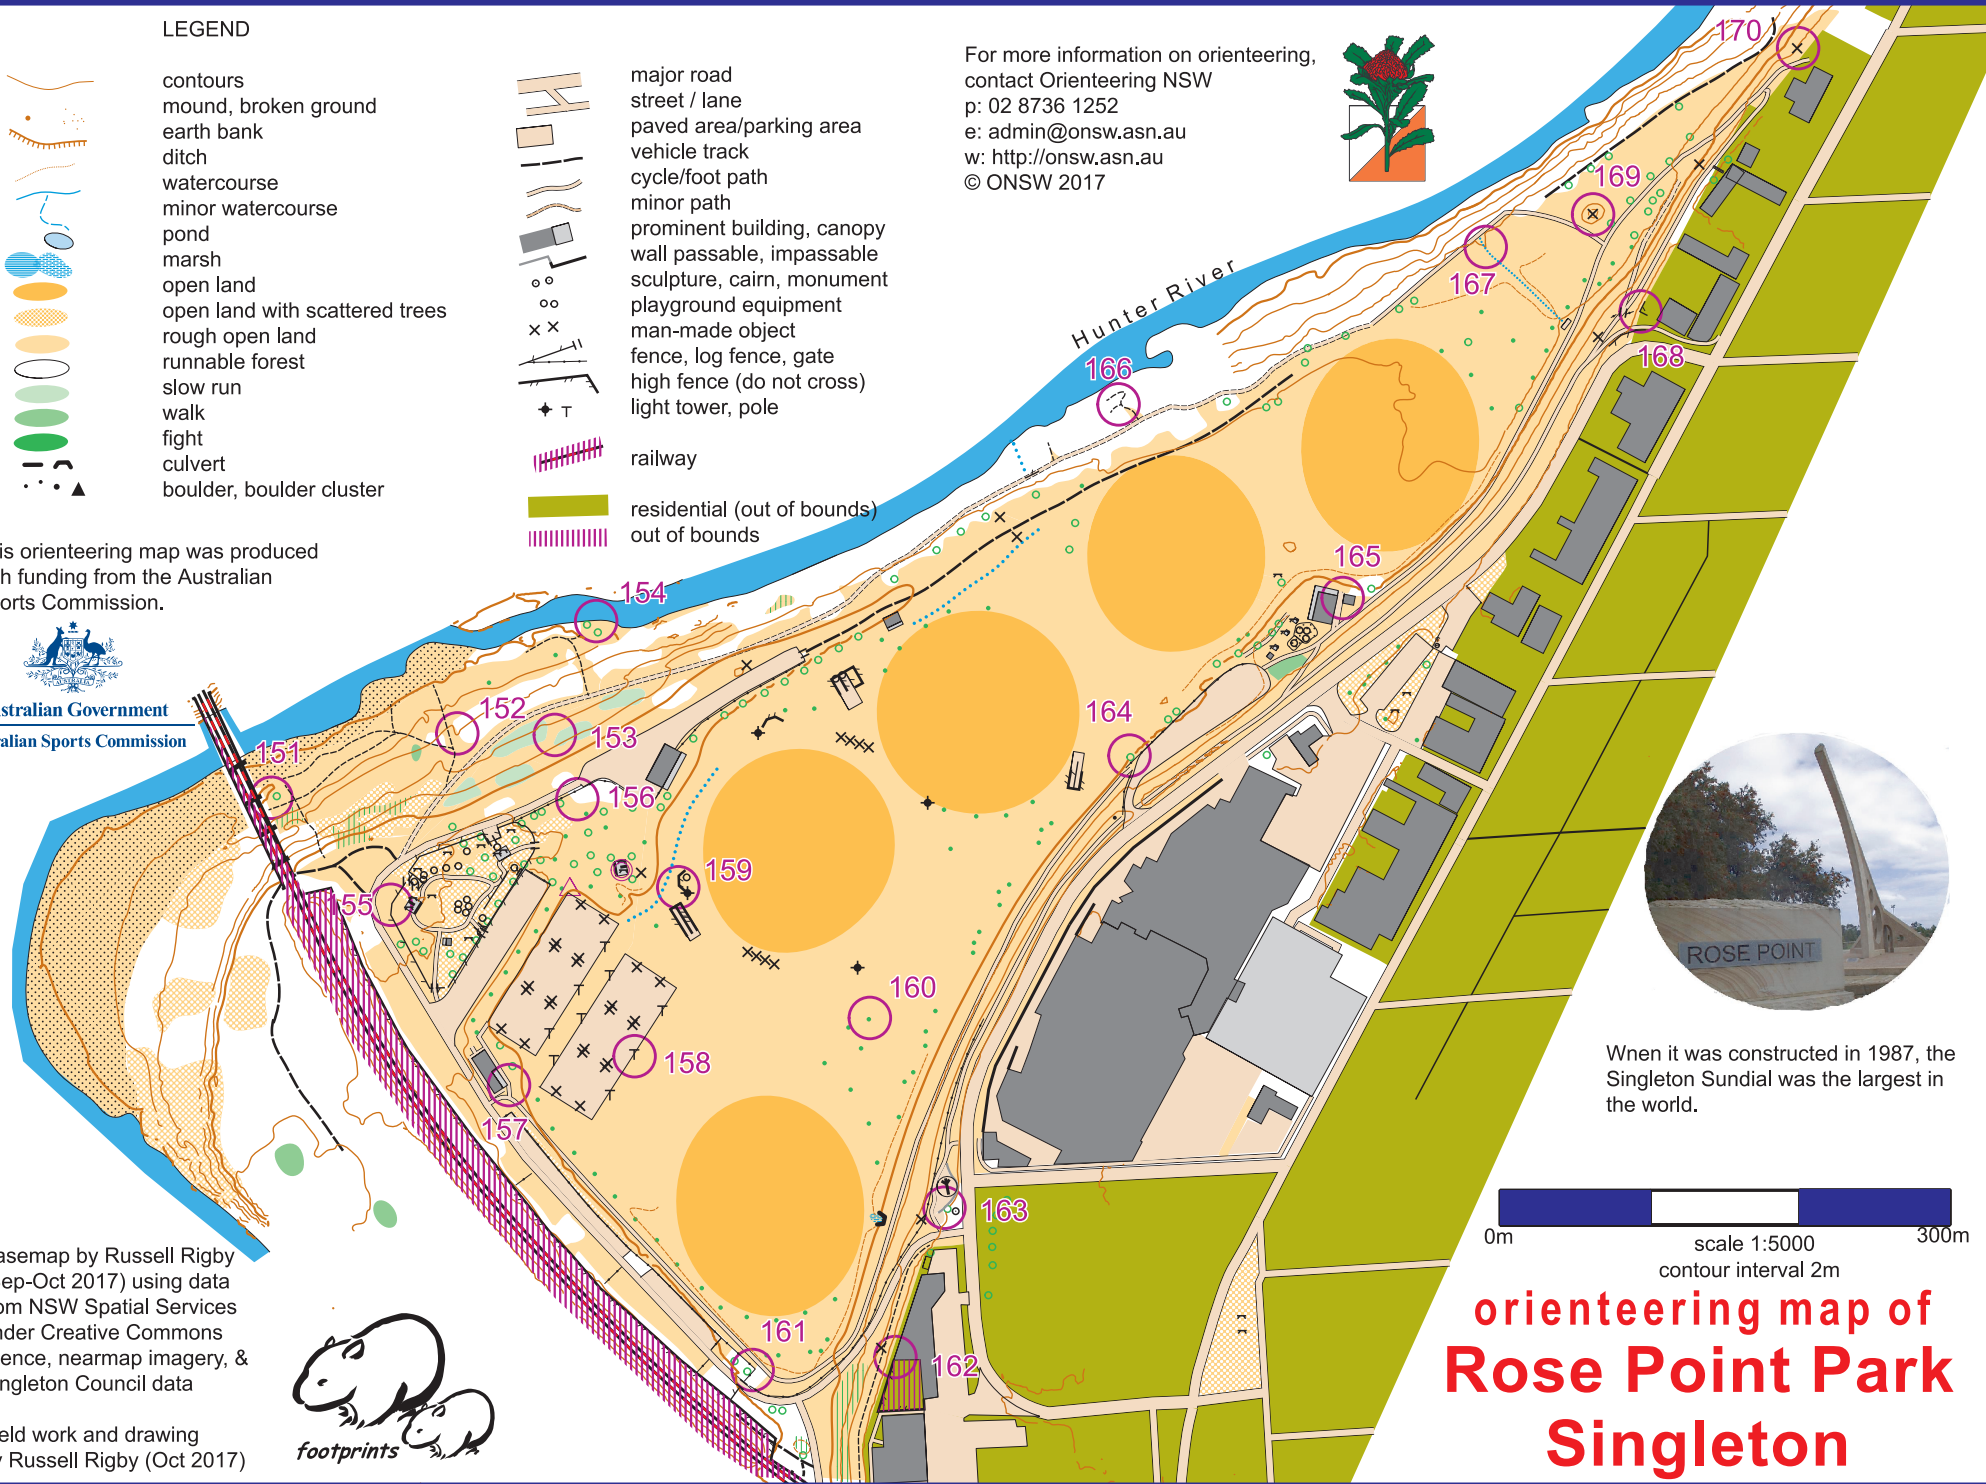 LEGEND
contours
mound, broken ground
earth bank
ditch
watercourse
minor watercourse
pond
marsh
open land
open land with scattered trees
rough open land
runnable forest
slow run
walk
fight
culvert
boulder, boulder cluster
major road
street / lane
paved area/parking area
vehicle track
cycle/foot path
minor path
prominent building, canopy
wall passable, impassable
sculpture, cairn, monument
playground equipment
man-made object
fence, log fence, gate
high fence (do not cross)
light tower, pole
railway
residential (out of bounds)
out of bounds
For more information on orienteering,
contact Orienteering NSW
p: 02 8736 1252
e: admin@onsw.asn.au
w: http://onsw.asn.au
© ONSW 2017
is orienteering map was produced
h funding from the Australian
orts Commission.
AUSTRALIA
stralian Government
ralian Sports Commission
Hunter River
170
169
167
168
166
165
154
152
153
164
151
156
159
155
160
158
157
163
161
162
ROSE POINT
Wnen it was constructed in 1987, the
Singleton Sundial was the largest in
the world.
0m
300m
scale 1:5000
contour interval 2m
orienteering map of
Rose Point Park
Singleton
asemap by Russell Rigby
ep-Oct 2017) using data
om NSW Spatial Services
nder Creative Commons
ence, nearmap imagery, &
ngleton Council data
eld work and drawing
y Russell Rigby (Oct 2017)
footprints